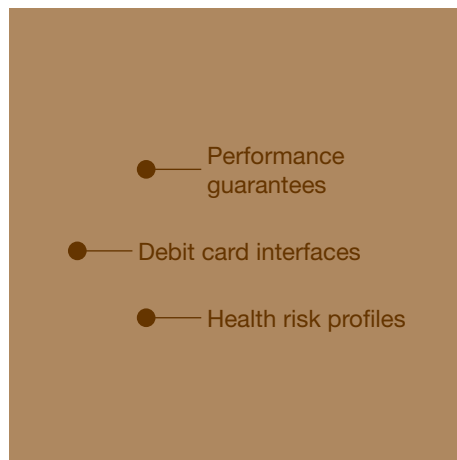 Performance
guarantees
Debit card interfaces
Health risk profiles